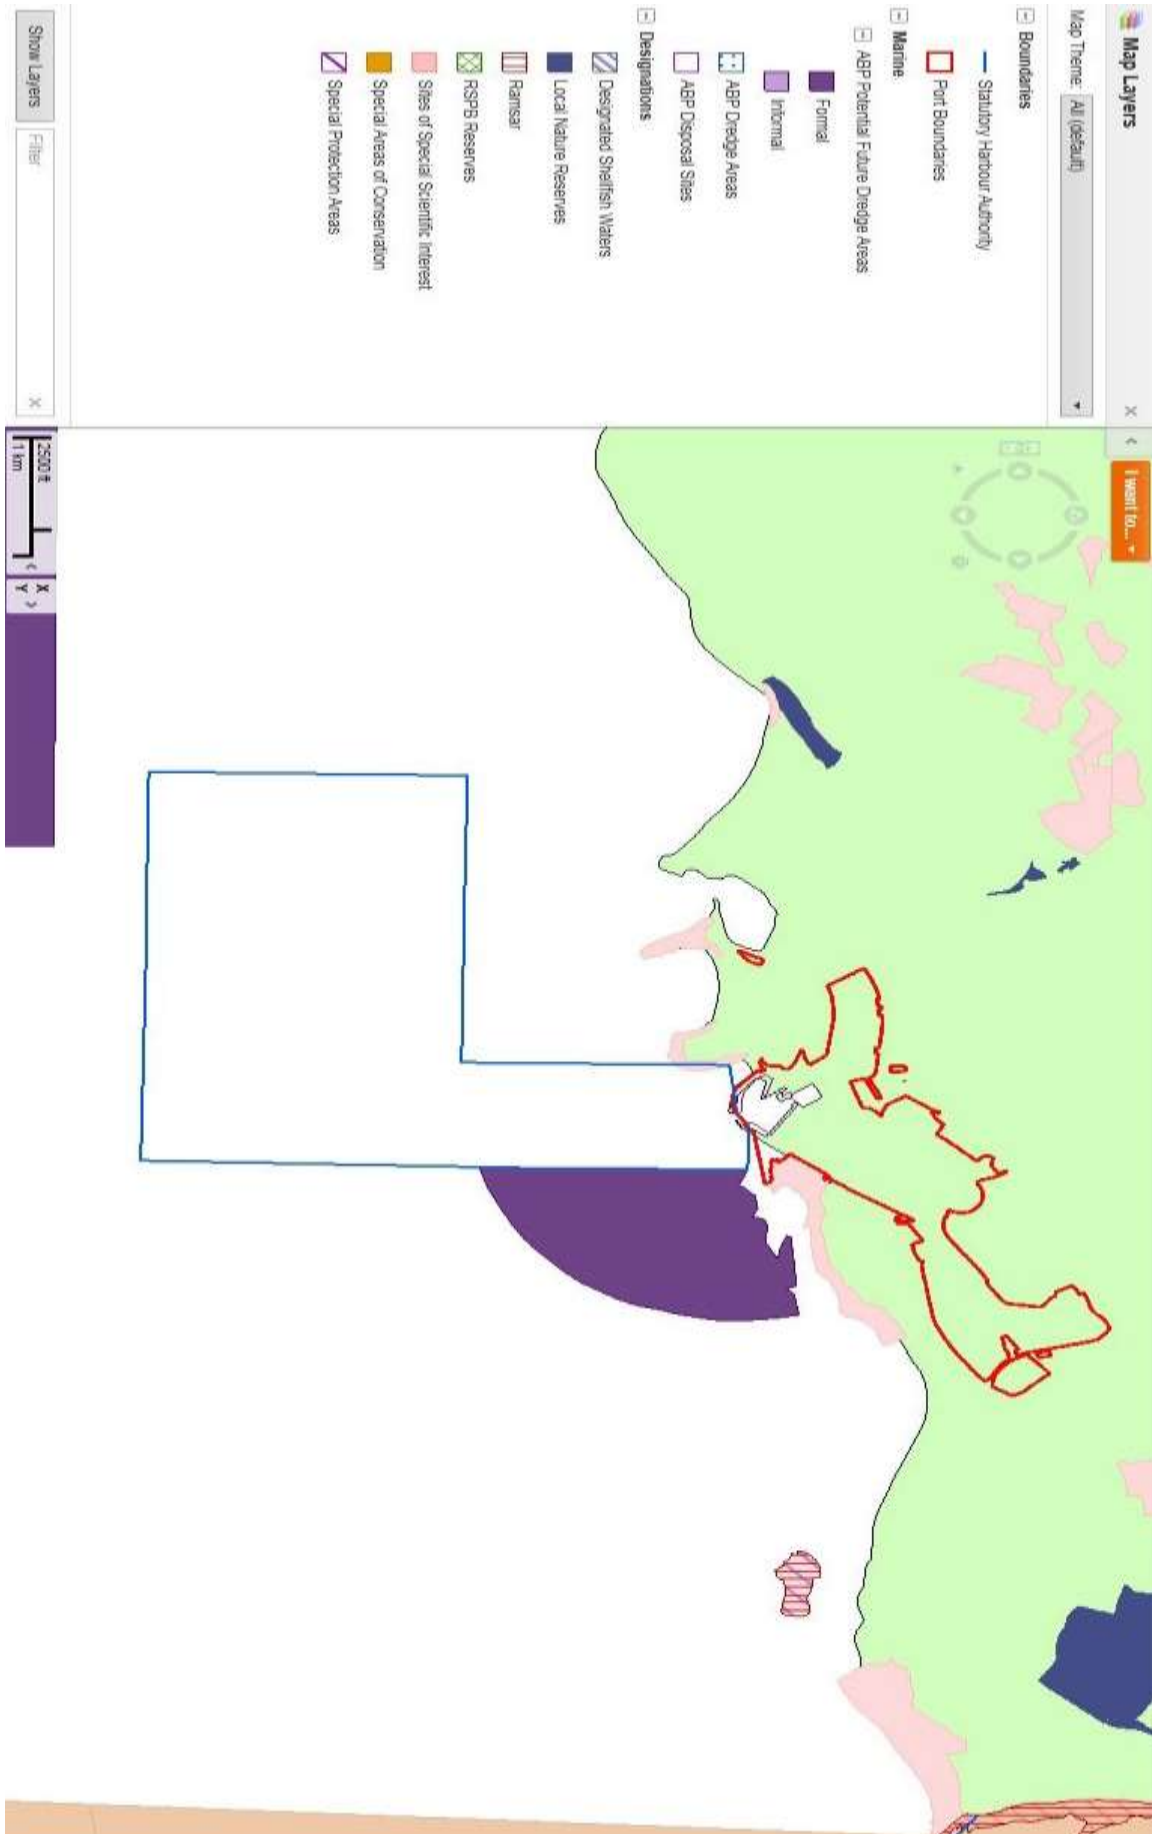 Map Layers
Map Theme: All (default)
Boundaries
Statutory Harbour Authority
Port Boundaries
Marine
ABP Potential Future Dredge Areas
Formal
Informal
ABP Dredge Areas
ABP Disposal Sites
Designations
Designated Shellfish Waters
Local Nature Reserves
Ramsar
RSPB Reserves
Sites of Special Scientific Interest
Special Areas of Conservation
Special Protection Areas
Show Layers
Filter
I want to...
2500 ft
1 km
X
Y